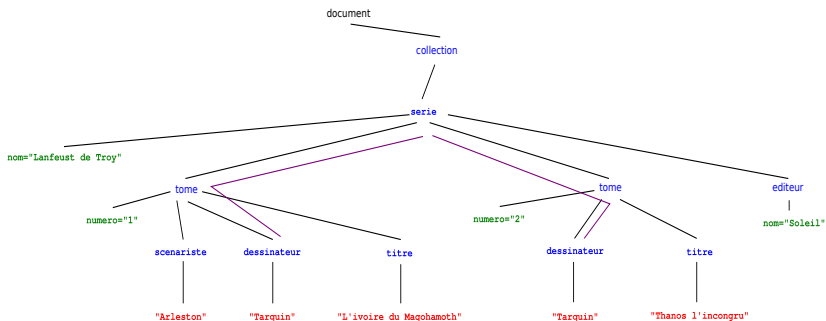 document
collection
serie
nom="Lanfeust de Troy"
tome
tome
editeur
numero="1"
numero="2"
nom="Soleil"
scenariste
dessinateur
titre
dessinateur
titre
"Arleston"
"Tarquin"
"L'ivoire du Magohamoth"
"Tarquin"
"Thanos l'incongru"